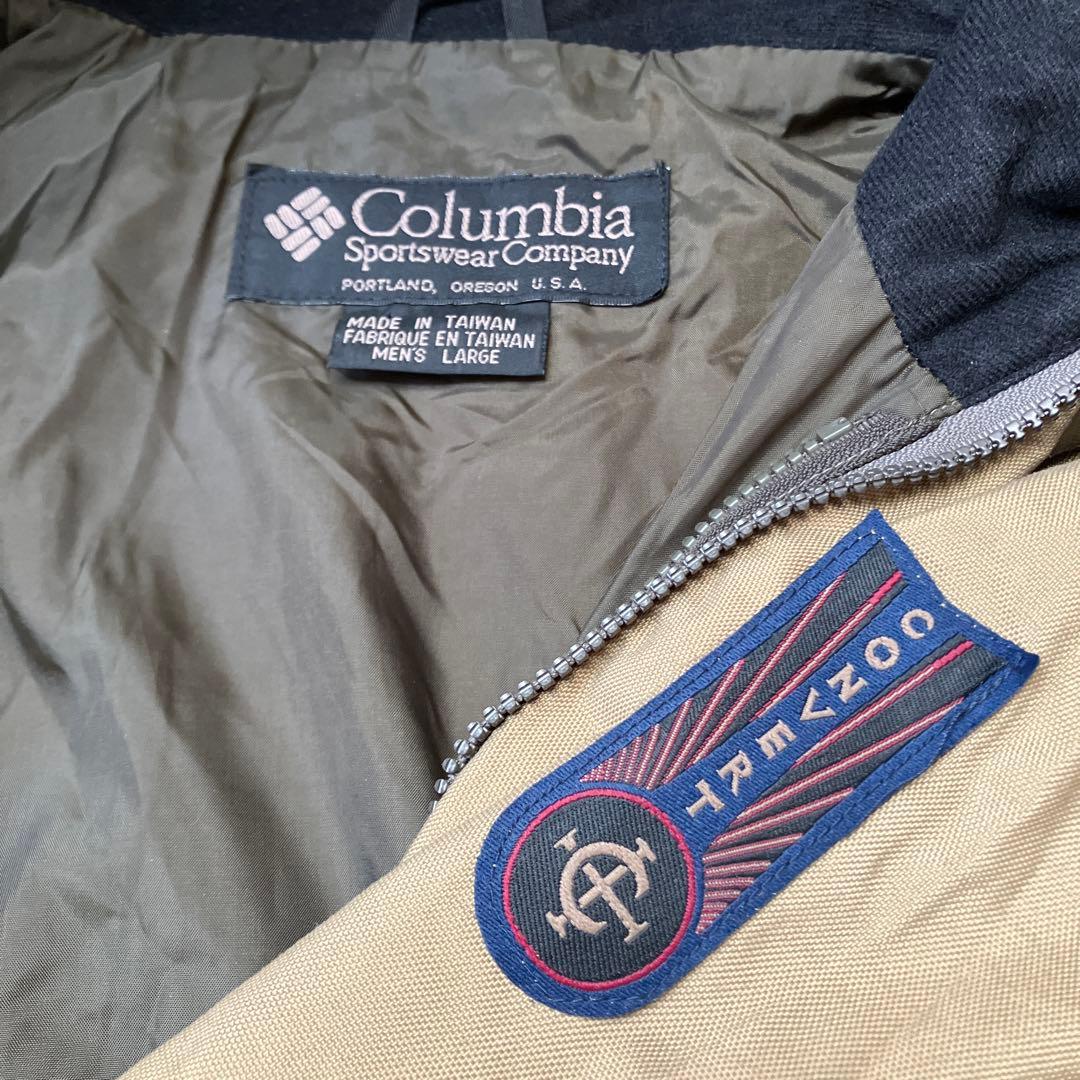 Columbia
Sportswear Company
PORTLAND, OREGON U.S.A.
MADE IN TAIWAN
FABRIQUE EN TAIWAN
MEN'S LARGE
CONVERT